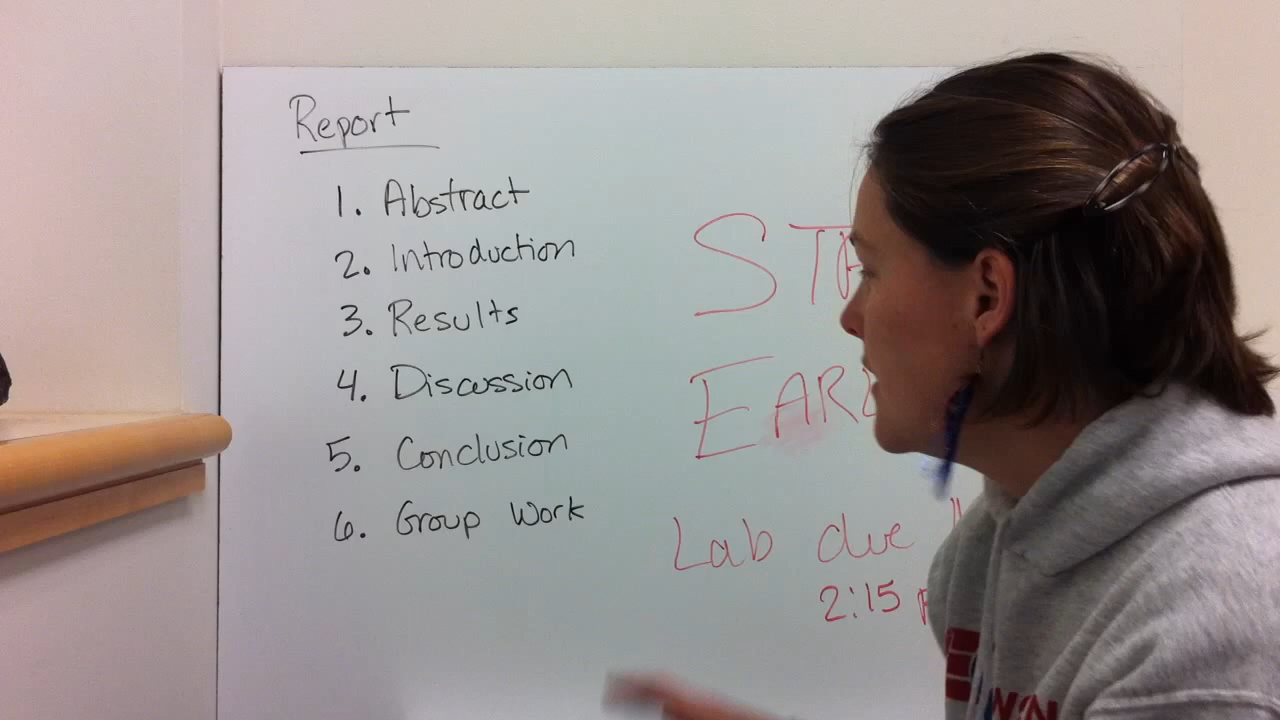 Report
1. Abstract
2. Introduction
3. Results
4. Discussion
5. Conclusion
6. Group Work
Lab due
2:15